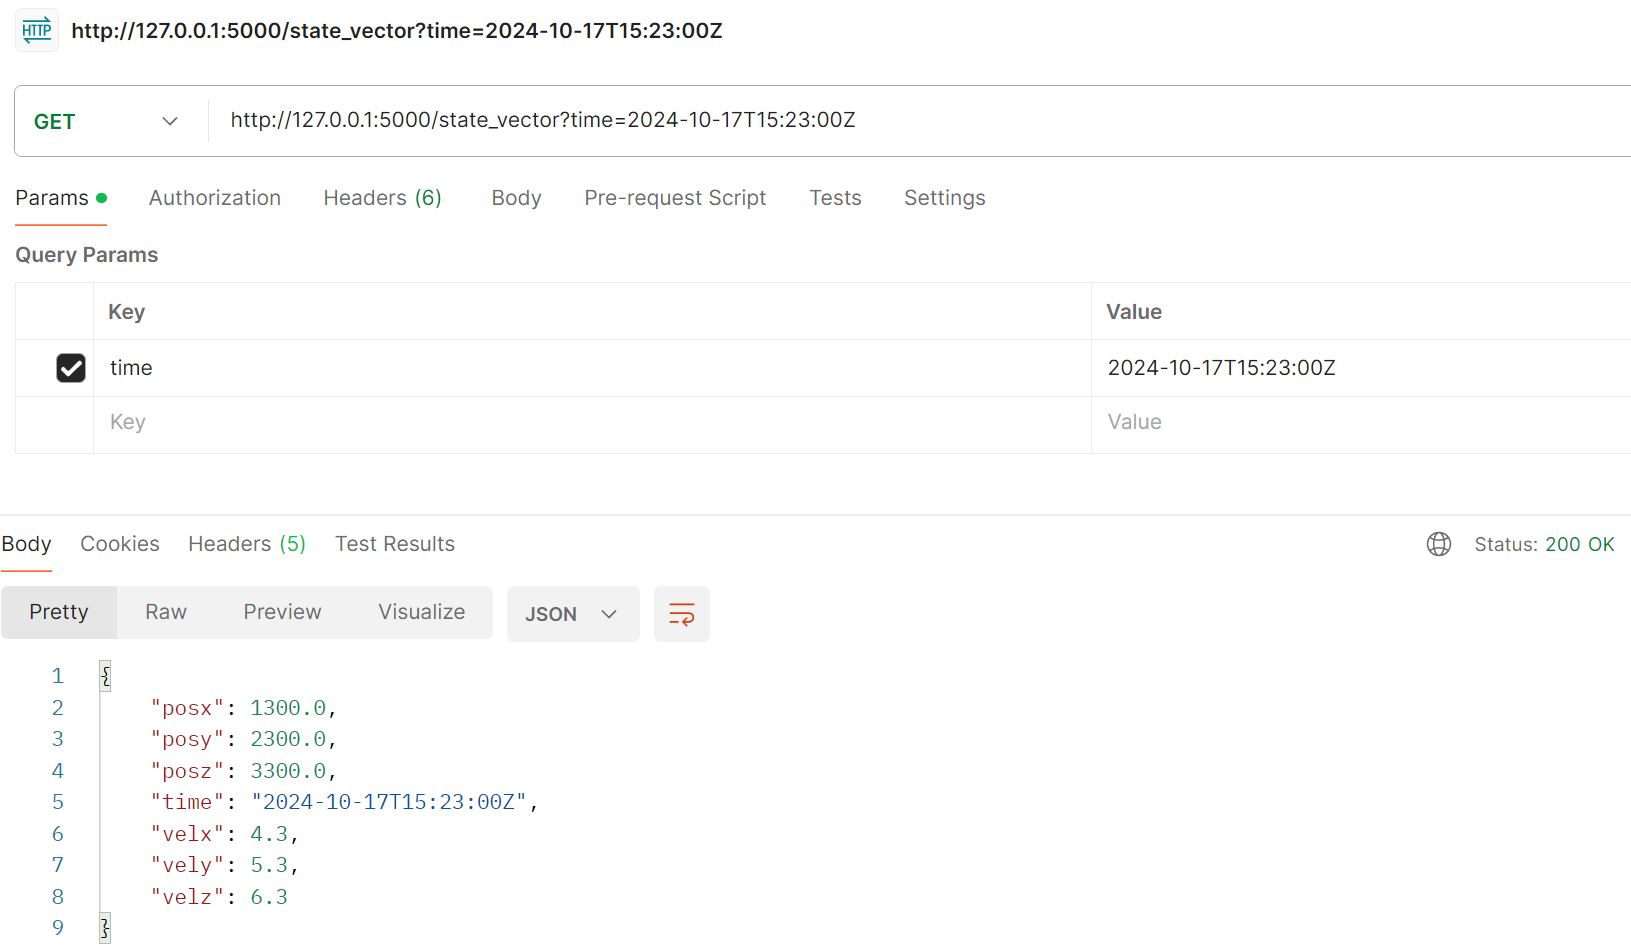 HTTP http://127.0.0.1:5000/state_vector?time=2024-10-17T15:23:00Z
GET http://127.0.0.1:5000/state_vector?time=2024-10-17T15:23:00Z
Params Authorization Headers (6) Body Pre-request Script Tests Settings
Query Params
Key Value
time 2024-10-17T15:23:00Z
Key Value
Body Cookies Headers (5) Test Results Status: 200 OK
Pretty Raw Preview Visualize JSON
1 {
2 "posx": 1300.0,
3 "posy": 2300.0,
4 "posz": 3300.0,
5 "time": "2024-10-17T15:23:00Z",
6 "velx": 4.3,
7 "vely": 5.3,
8 "velz": 6.3
9 }